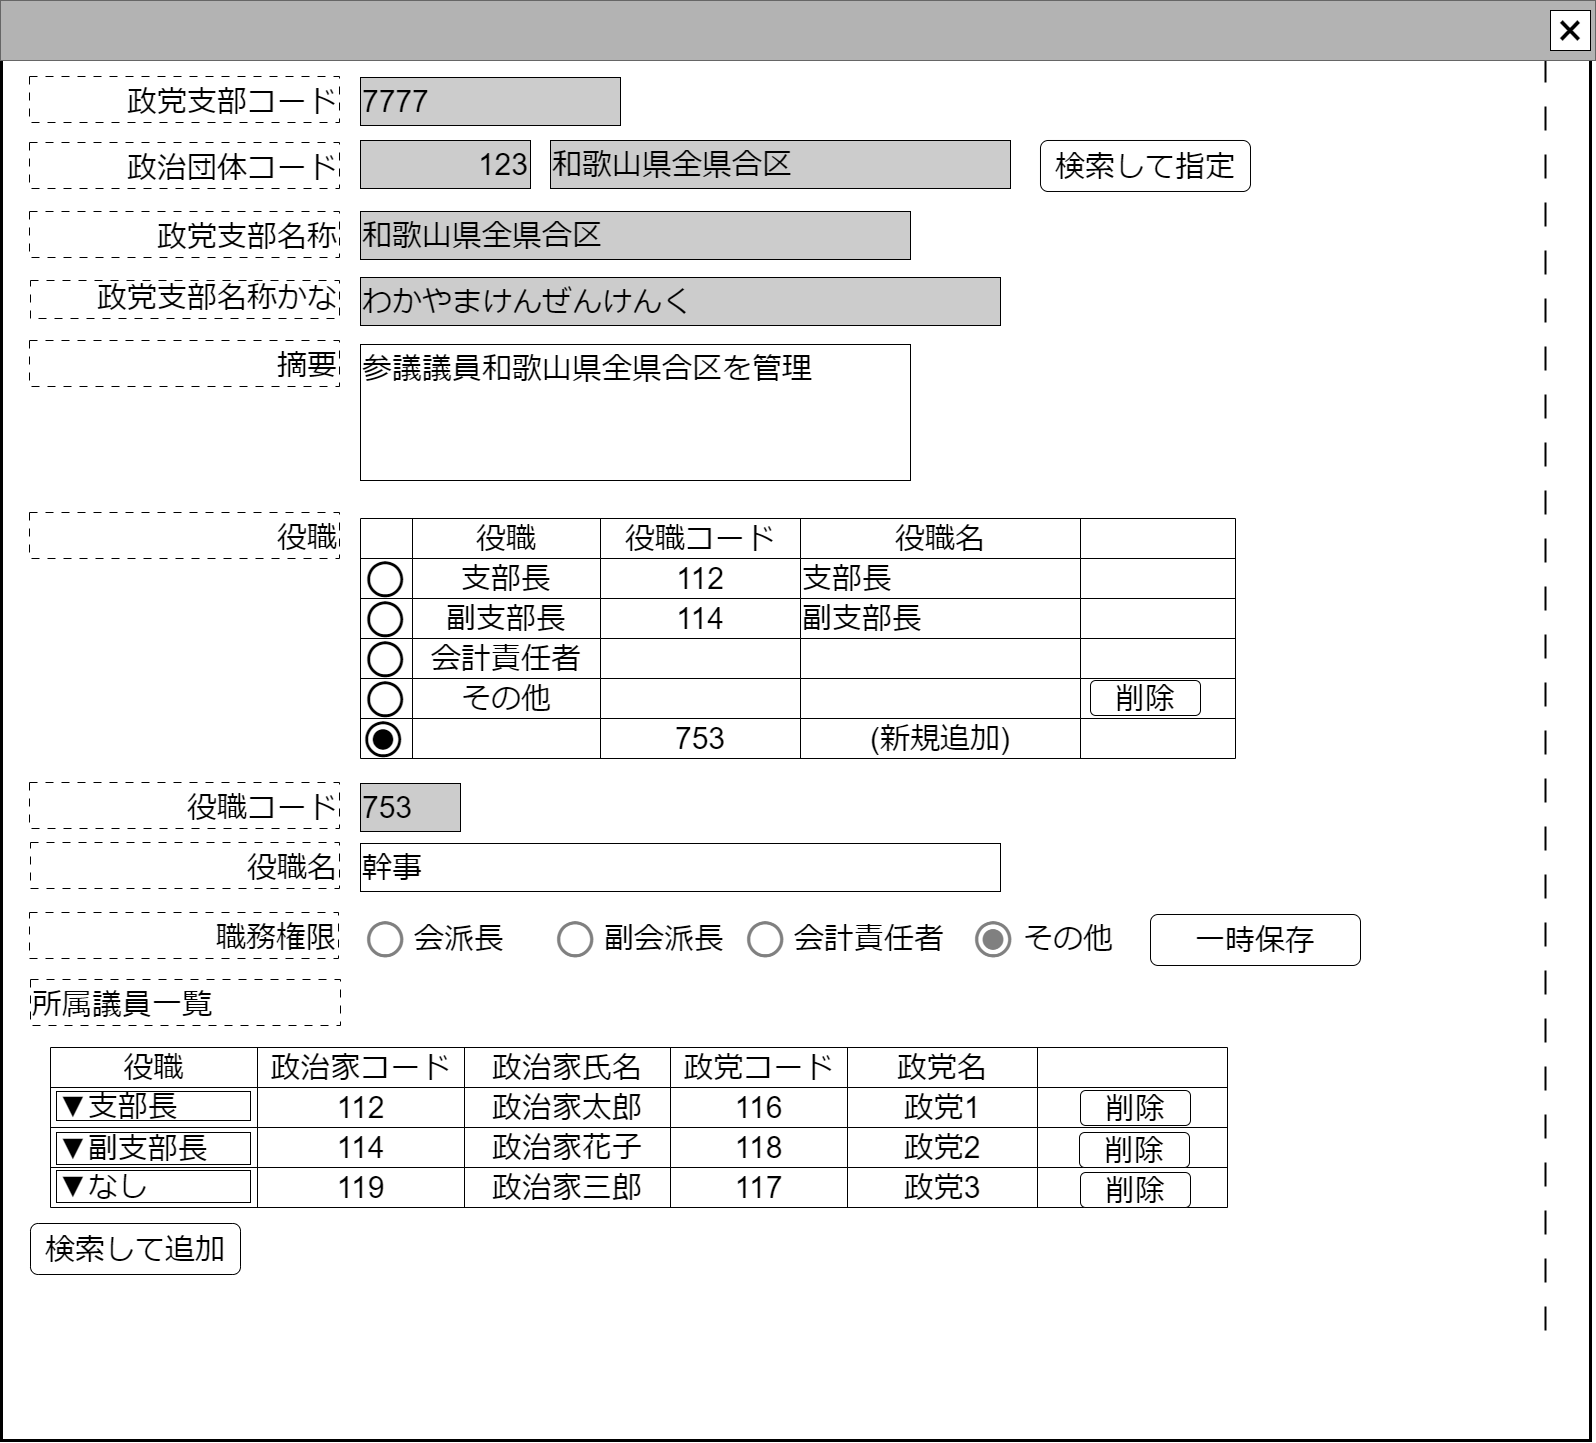 政党支部コード 7777
政治団体コード 123 和歌山県全県合区 検索して指定
政党支部名称 和歌山県全県合区
政党支部名称かな わかやまけんぜんけんく
摘要 参議議員和歌山県全県合区を管理
役職 役職 役職コード 役職名
支部長 112 支部長
副支部長 114 副支部長
会計責任者
その他 削除
753 (新規追加)
役職コード 753
役職名 幹事
職務権限 会派長 副会派長 会計責任者 その他 一時保存
所属議員一覧
役職 政治家コード 政治家氏名 政党コード 政党名
▼支部長 112 政治家太郎 116 政党1 削除
▼副支部長 114 政治家花子 118 政党2 削除
▼なし 119 政治家三郎 117 政党3 削除
検索して追加